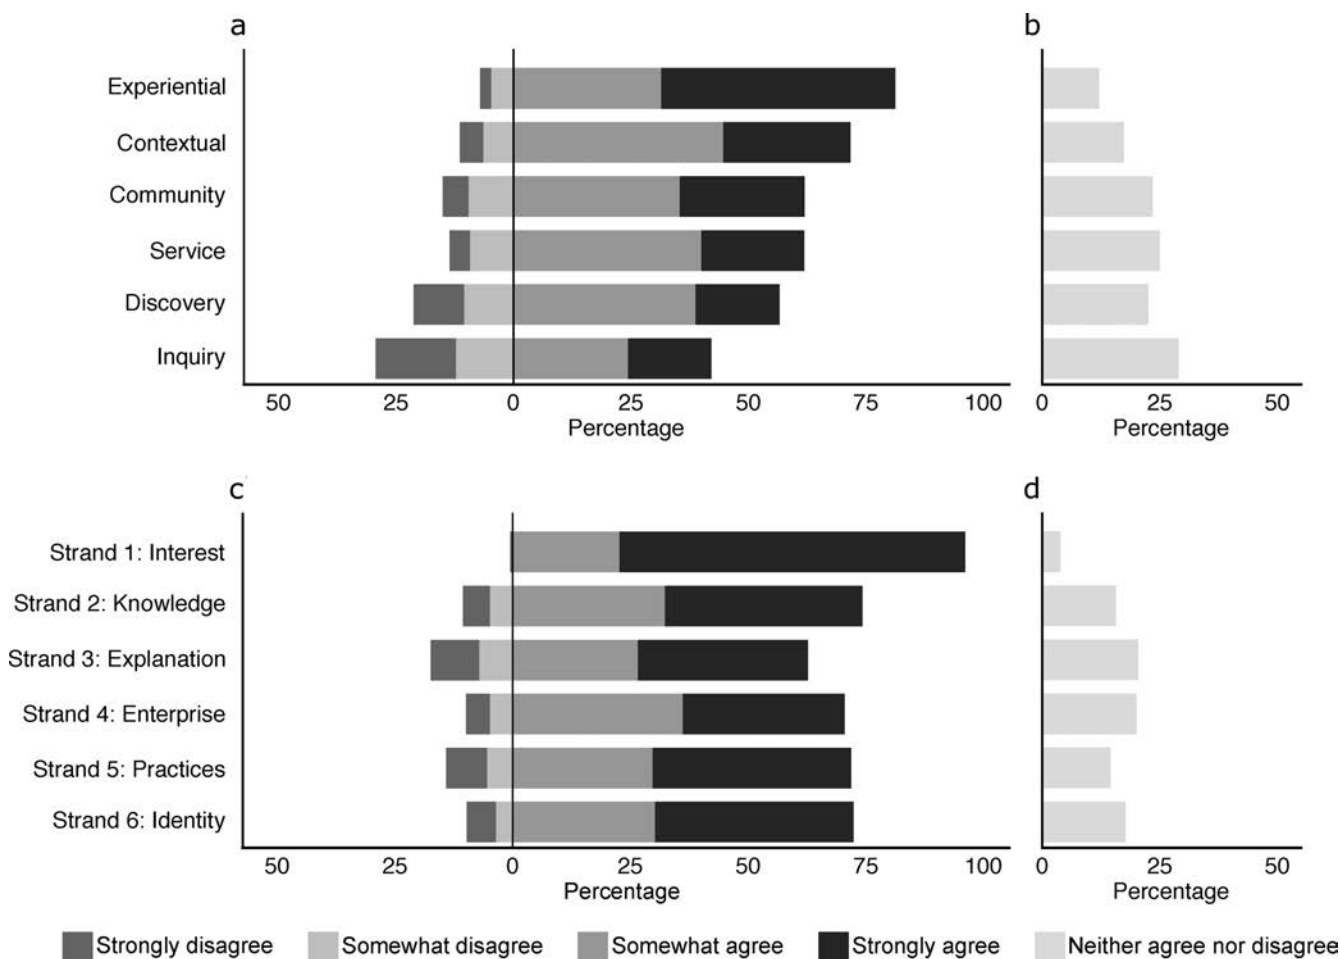 a
b
Experiential
Contextual
Community
Service
Discovery
Inquiry
50 25 0 25 50 75 100
Percentage
0 25 50
Percentage
c
d
Strand 1: Interest
Strand 2: Knowledge
Strand 3: Explanation
Strand 4: Enterprise
Strand 5: Practices
Strand 6: Identity
50 25 0 25 50 75 100
Percentage
0 25 50
Percentage
Strongly disagree Somewhat disagree Somewhat agree Strongly agree Neither agree nor disagree